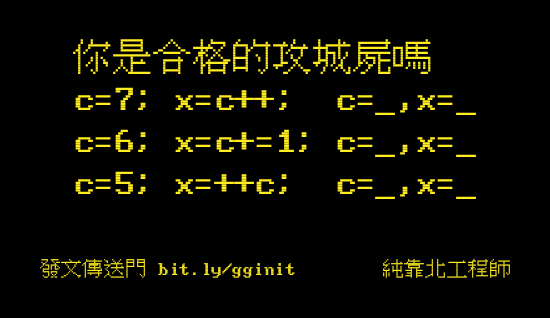 你是合格的攻城屍嗎
c=7; x=c++; c=_,x=_
c=6; x=c+=1; c=_,x=_
c=5; x=++c; c=_,x=_
發文傳送門 bit.ly/gginit 純靠北工程師